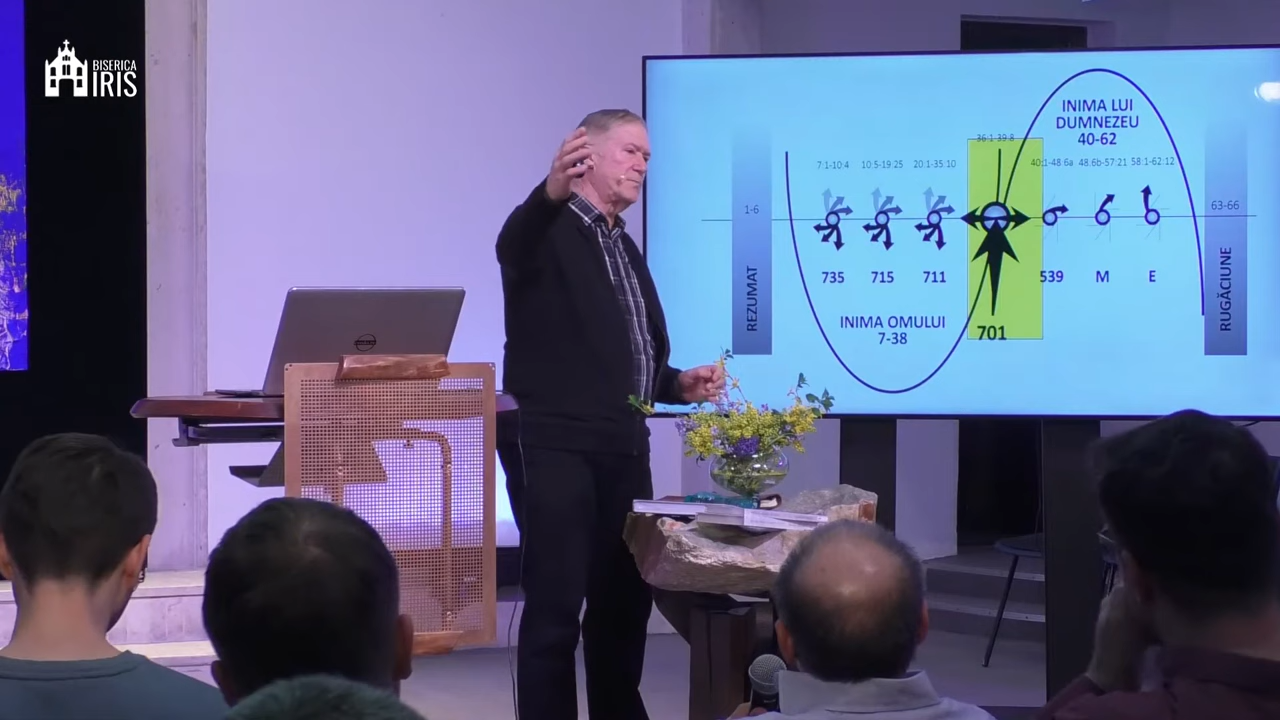 BISERICA
IRIS
INIMA LUI
DUMNEZEU
40-62
36:1-39:8
7:1-10:4
10:5-19:25
20:1-35:10
40:1-48:6a
48.6b-57:21
58:1-62:12
1-6
63-66
REZUMAT
RUGĂCIUNE
735
715
711
539
M
E
INIMA OMULUI
7-38
701